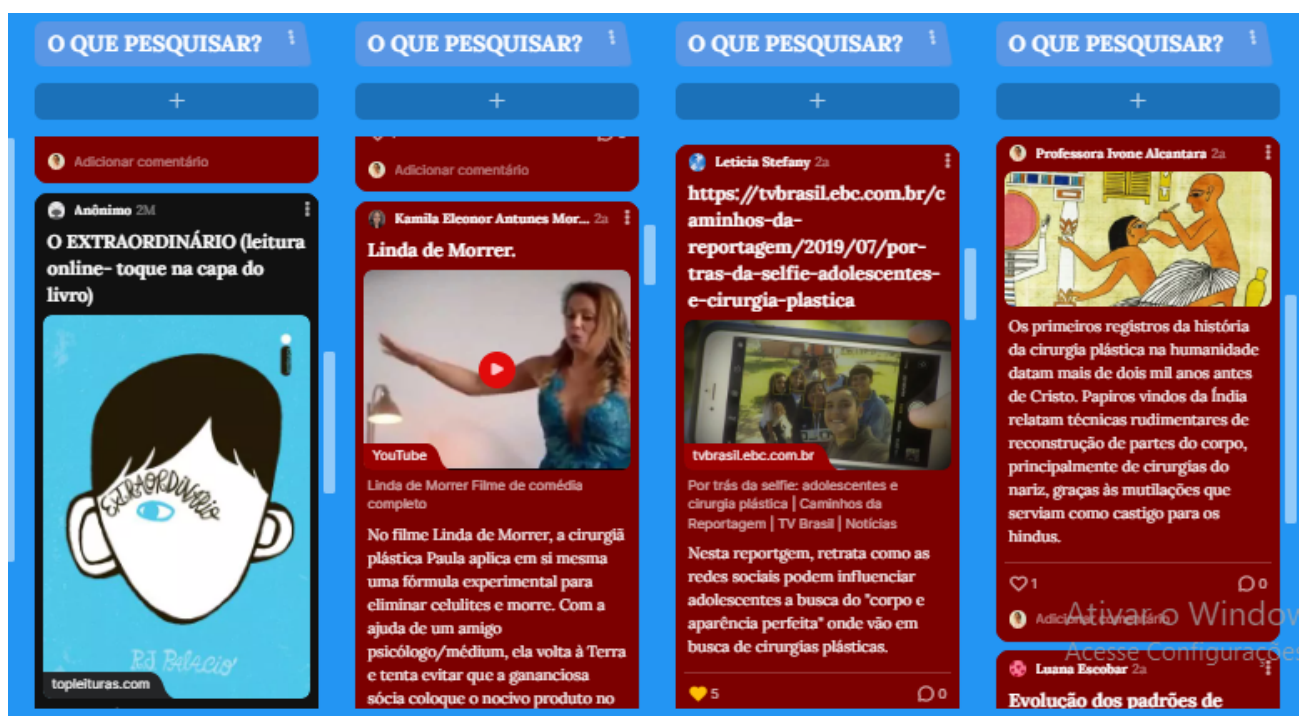 O QUE PESQUISAR?
+
Adicionar comentário
Anônimo 2M
O EXTRAORDINÁRIO (leitura
online- toque na capa do
livro)
EXTRAORDINÁRIO
RJ Palacio
topleituras.com
O QUE PESQUISAR?
+
Adicionar comentário
Kamila Eleonor Antunes Mor... 2a
Linda de Morrer.
YouTube
Linda de Morrer Filme de comédia
completo
No filme Linda de Morrer, a cirurgiã
plástica Paula aplica em si mesma
uma fórmula experimental para
eliminar celulites e morre. Com a
ajuda de um amigo
psicólogo/médium, ela volta à Terra
e tenta evitar que a gananciosa
sócia coloque o nocivo produto no
O QUE PESQUISAR?
+
Leticia Stefany 2a
https://tvbrasil.ebc.com.br/c
aminhos-da-
reportagem/2019/07/por-
tras-da-selfie-adolescentes-
e-cirurgia-plastica
tvbrasil.ebc.com.br
Por trás da selfie: adolescentes e
cirurgia plástica | Caminhos da
Reportagem | TV Brasil | Notícias
Nesta reportgem, retrata como as
redes sociais podem influenciar
adolescentes a busca do "corpo e
aparência perfeita" onde vão em
busca de cirurgias plásticas.
5
0
O QUE PESQUISAR?
+
Professora Ivone Alcantara 2a
Os primeiros registros da história
da cirurgia plástica na humanidade
datam mais de dois mil anos antes
de Cristo. Papiros vindos da Índia
relatam técnicas rudimentares de
reconstrução de partes do corpo,
principalmente de cirurgias do
nariz, graças às mutilações que
serviam como castigo para os
hindus.
1
0
Adicionar comentário
Ativar o Window
Acesse Configurações
Luana Escobar 2a
Evolução dos padrões de